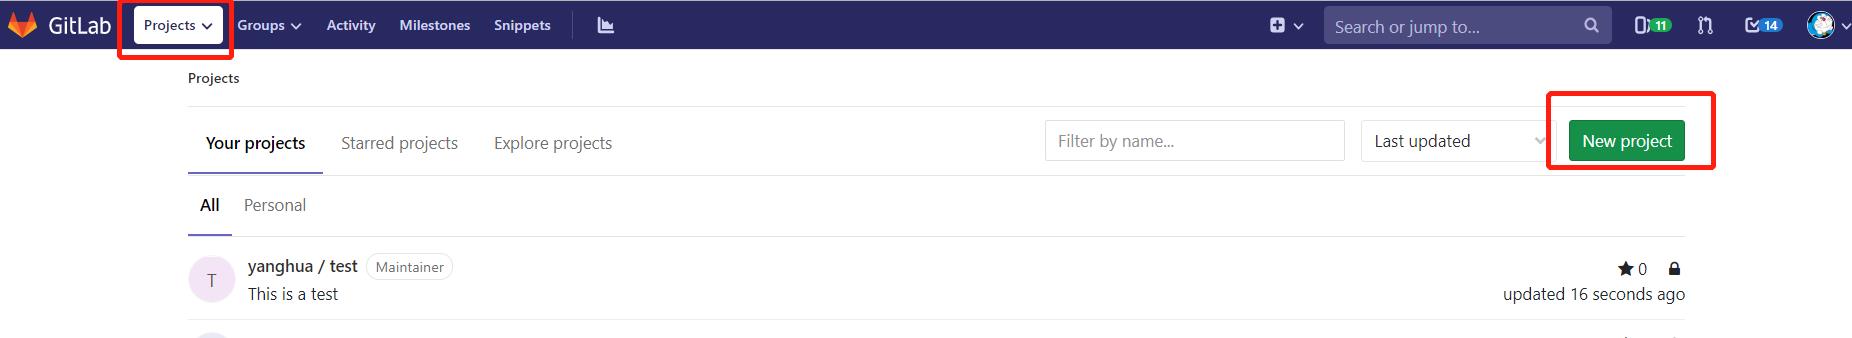 GitLab Projects Groups Activity Milestones Snippets Search or jump to... 11 14
Projects
Your projects Starred projects Explore projects Filter by name... Last updated New project
All Personal
T yanghua / test Maintainer 0
This is a test updated 16 seconds ago